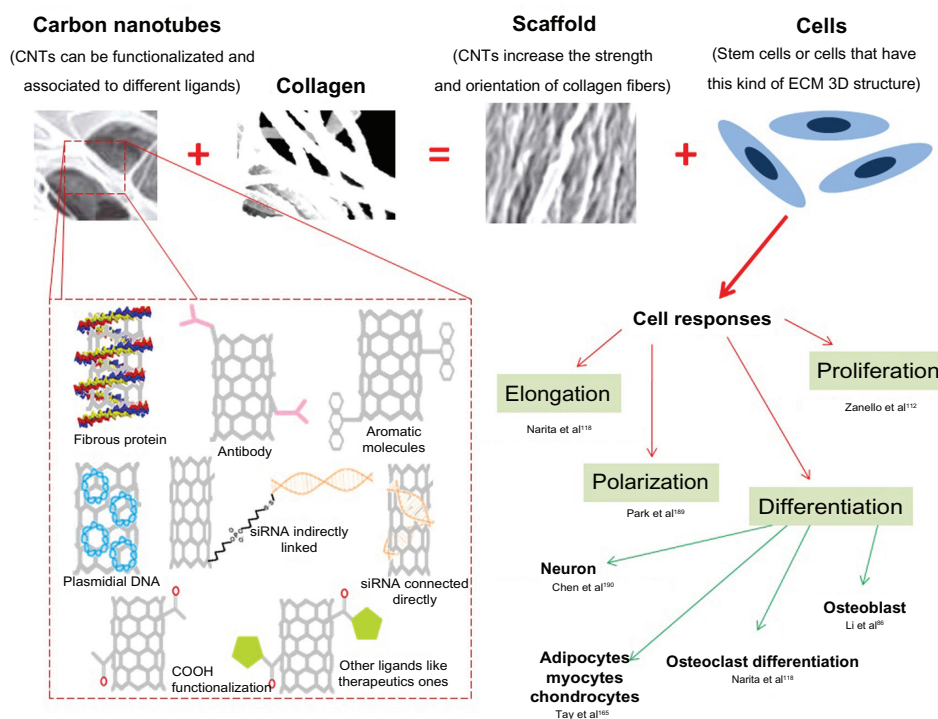 Carbon nanotubes
(CNTs can be functionalizated and
associated to different ligands)
Collagen
Scaffold
(CNTs increase the strength
and orientation of collagen fibers)
Cells
(Stem cells or cells that have
this kind of ECM 3D structure)
+
=
+
Fibrous protein
Antibody
Aromatic
molecules
Plasmidial DNA
siRNA indirectly
linked
siRNA connected
directly
COOH
functionalization
Other ligands like
therapeutics ones
Cell responses
Elongation
Narita et al118
Polarization
Park et al189
Proliferation
Zanello et al112
Differentiation
Neuron
Chen et al190
Adipocytes
myocytes
chondrocytes
Tay et al165
Osteoclast differentiation
Narita et al118
Osteoblast
Li et al86